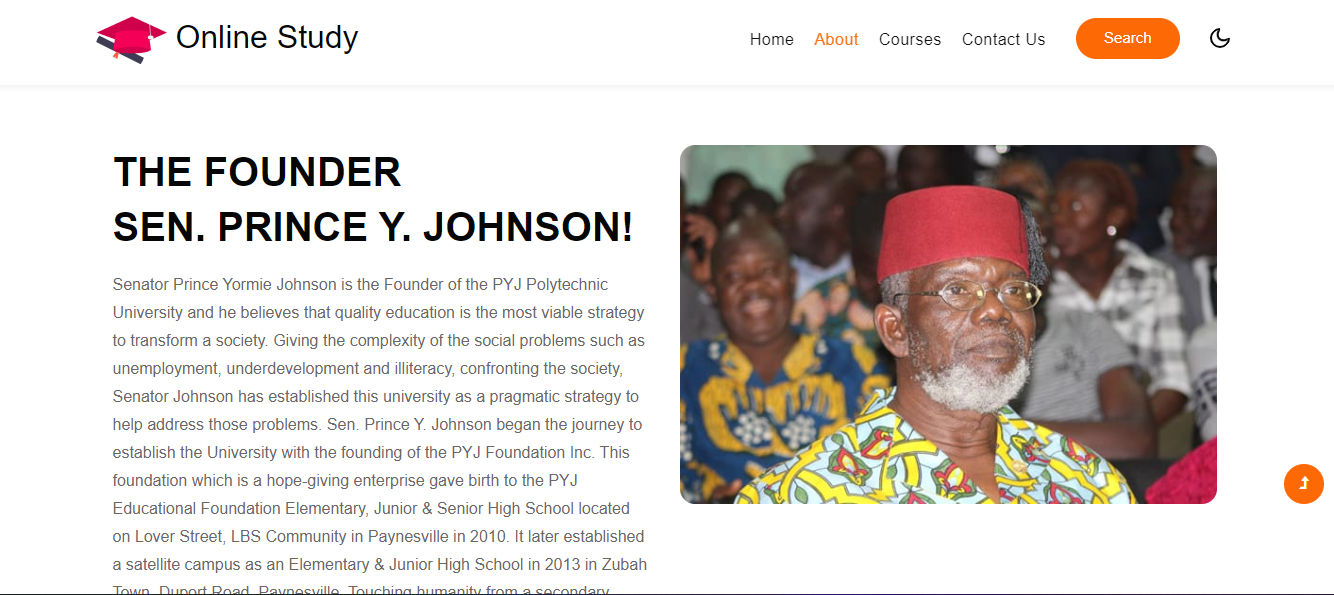 Online Study
Home About Courses Contact Us Search
THE FOUNDER
SEN. PRINCE Y. JOHNSON!
Senator Prince Yormie Johnson is the Founder of the PYJ Polytechnic
University and he believes that quality education is the most viable strategy
to transform a society. Giving the complexity of the social problems such as
unemployment, underdevelopment and illiteracy, confronting the society,
Senator Johnson has established this university as a pragmatic strategy to
help address those problems. Sen. Prince Y. Johnson began the journey to
establish the University with the founding of the PYJ Foundation Inc. This
foundation which is a hope-giving enterprise gave birth to the PYJ
Educational Foundation Elementary, Junior & Senior High School located
on Lover Street, LBS Community in Paynesville in 2010. It later established
a satellite campus as an Elementary & Junior High School in 2013 in Zubah
Town, Duport Road, Paynesville. Touching humanity from a secondary